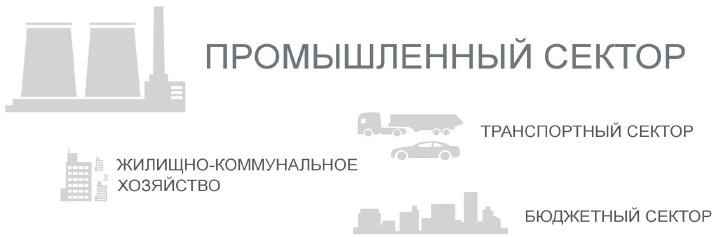 ПРОМЫШЛЕННЫЙ СЕКТОР
ТРАНСПОРТНЫЙ СЕКТОР
ЖИЛИЩНО-КОММУНАЛЬНОЕ
ХОЗЯЙСТВО
БЮДЖЕТНЫЙ СЕКТОР